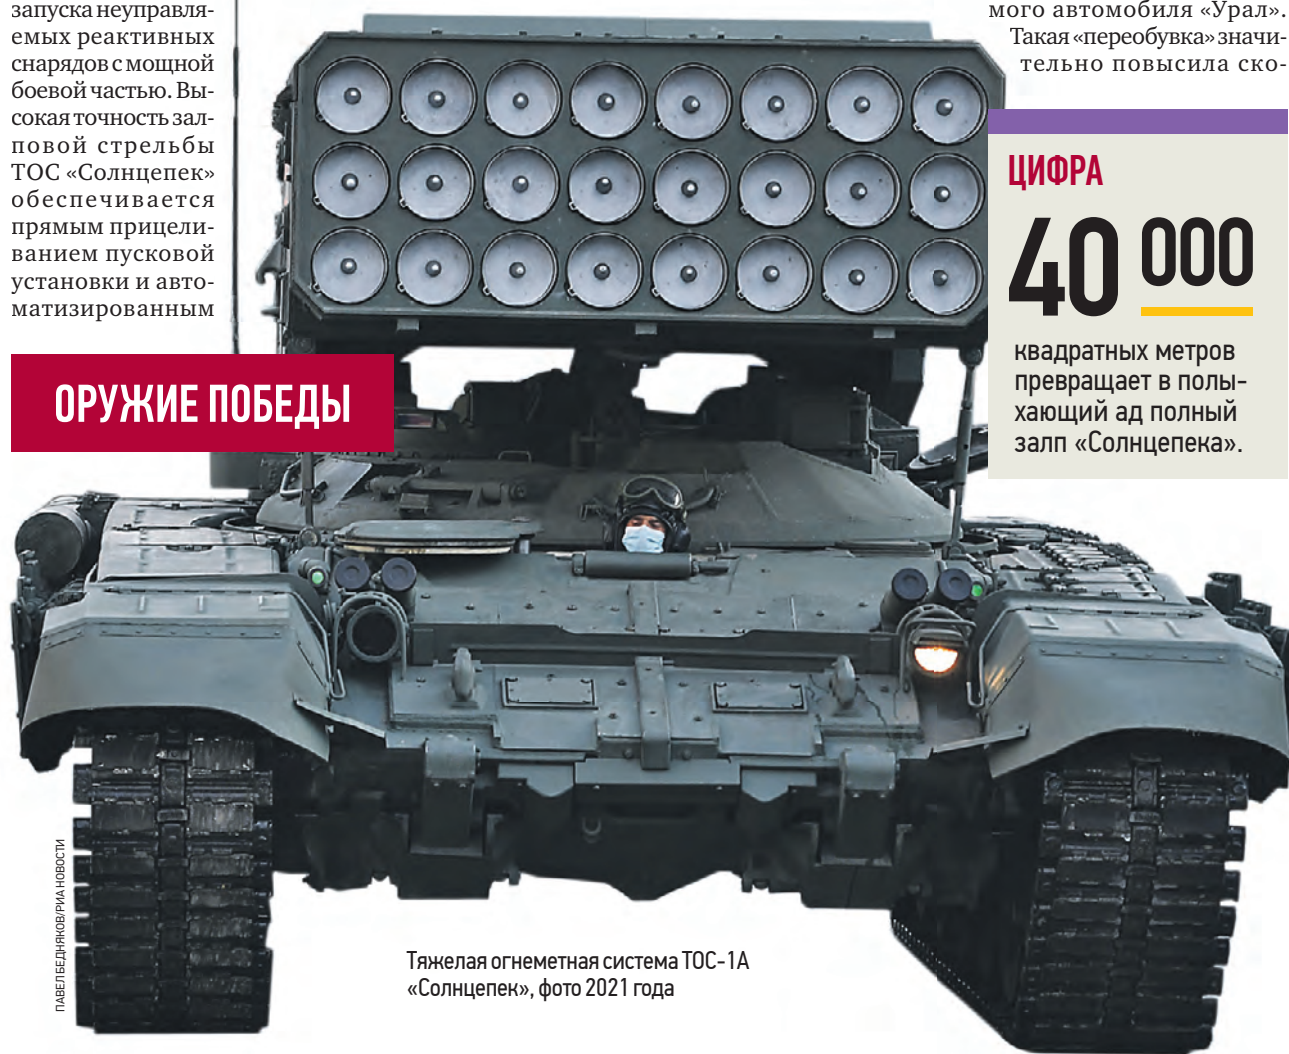 запуска неуправля-
емых реактивных
снарядов с мощной
боевой частью. Вы-
сокая точность зал-
повой стрельбы
ТОС «Солнцепек»
обеспечивается
прямым прицели-
ванием пусковой
установки и авто-
матизированным
мого автомобиля «Урал».
Такая «переобувка» значи-
тельно повысила ско-
ЦИФРА
40 000
квадратных метров
превращает в полы-
хающий ад полный
залп «Солнцепека».
ОРУЖИЕ ПОБЕДЫ
ПАВЕЛ БЕДНЯКОВ/РИА НОВОСТИ
Тяжелая огнеметная система ТОС-1А
«Солнцепек», фото 2021 года